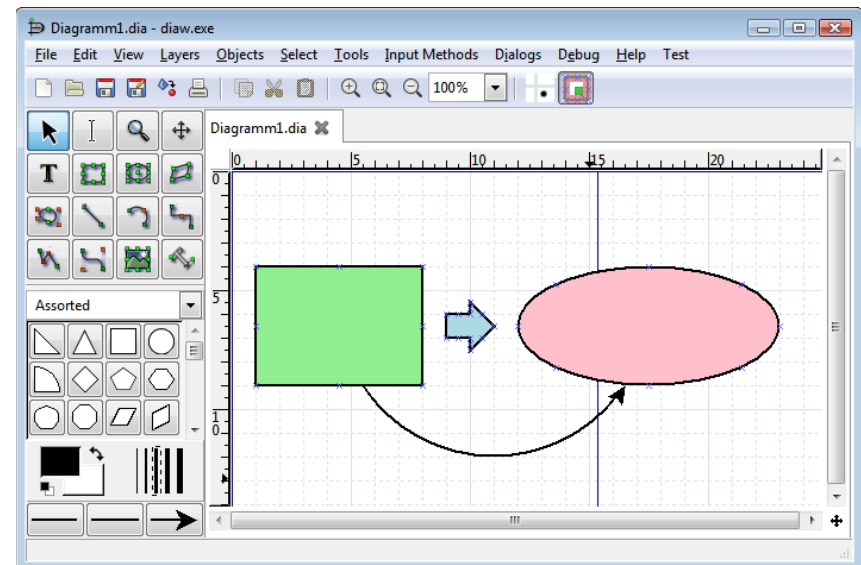 Diagramm1.dia - diaw.exe
File Edit View Layers Objects Select Tools Input Methods Dialogs Debug Help Test
100%
Diagramm1.dia
T
0 5 10 15 20
0
5
10
Assorted